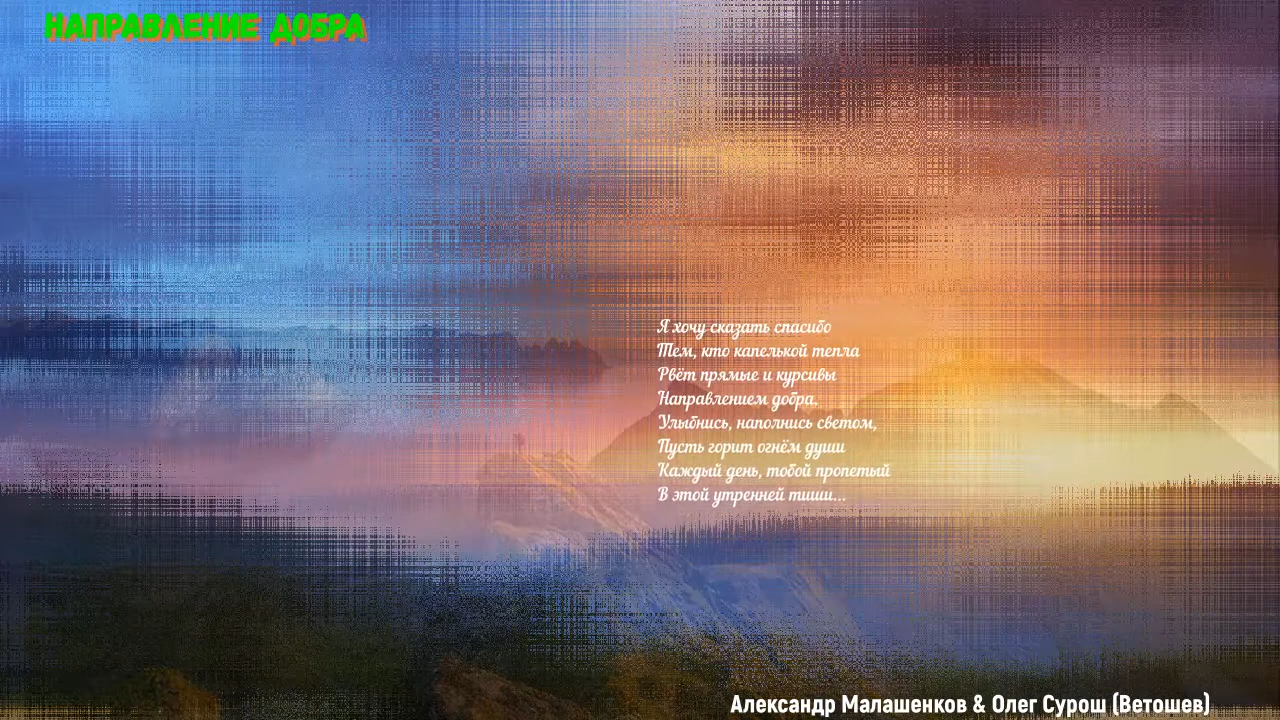 НАПРАВЛЕНИЕ ДОБРА
Я хочу сказать спасибо
Тем, кто капелькой тепла
Рвёт прямые и курсивы
Направлением добра.
Улыбнись, наполнись светом,
Пусть горит огнём души
Каждый день, тобой пропетый
В этой утренней тиши...
Александр Малашенков & Олег Сурош (Ветошев)